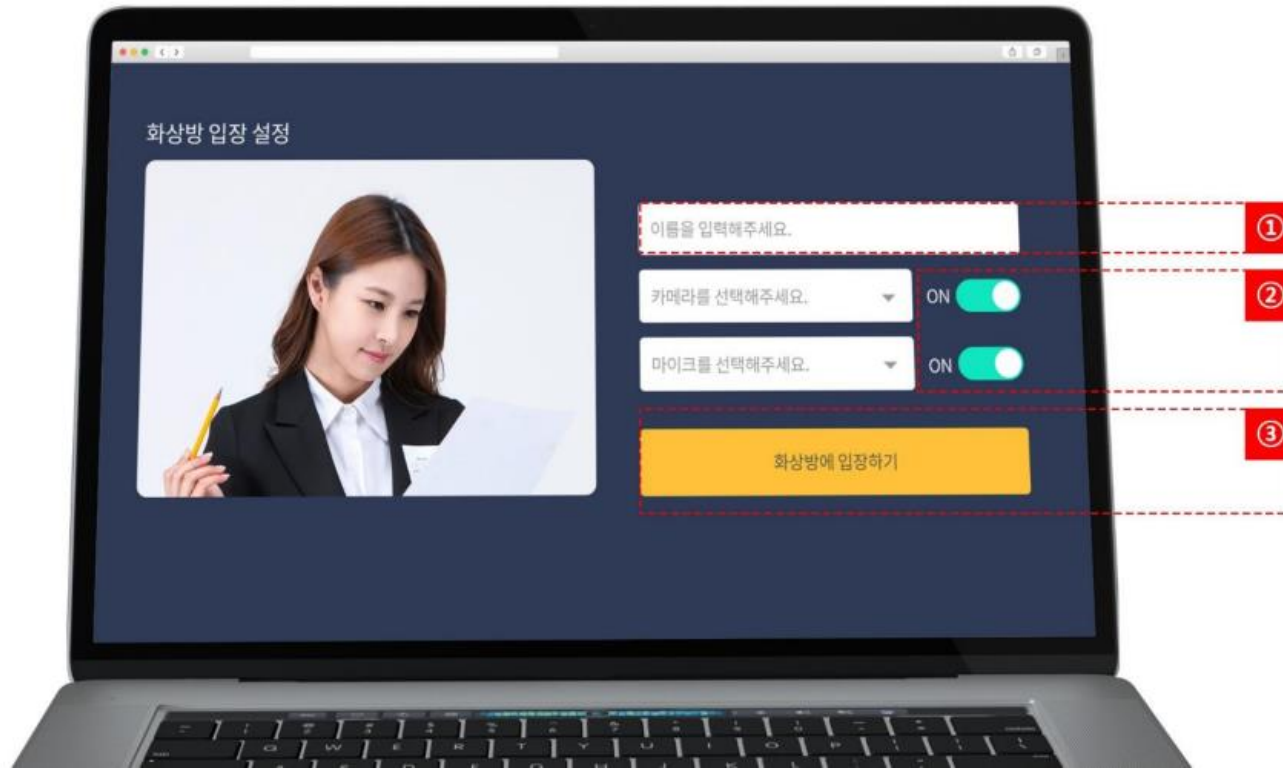 화상방 입장 설정
이름을 입력해주세요.
①
카메라를 선택해주세요.
ON
②
마이크를 선택해주세요.
ON
③
화상방에 입장하기
Q W E R T Y U I O P